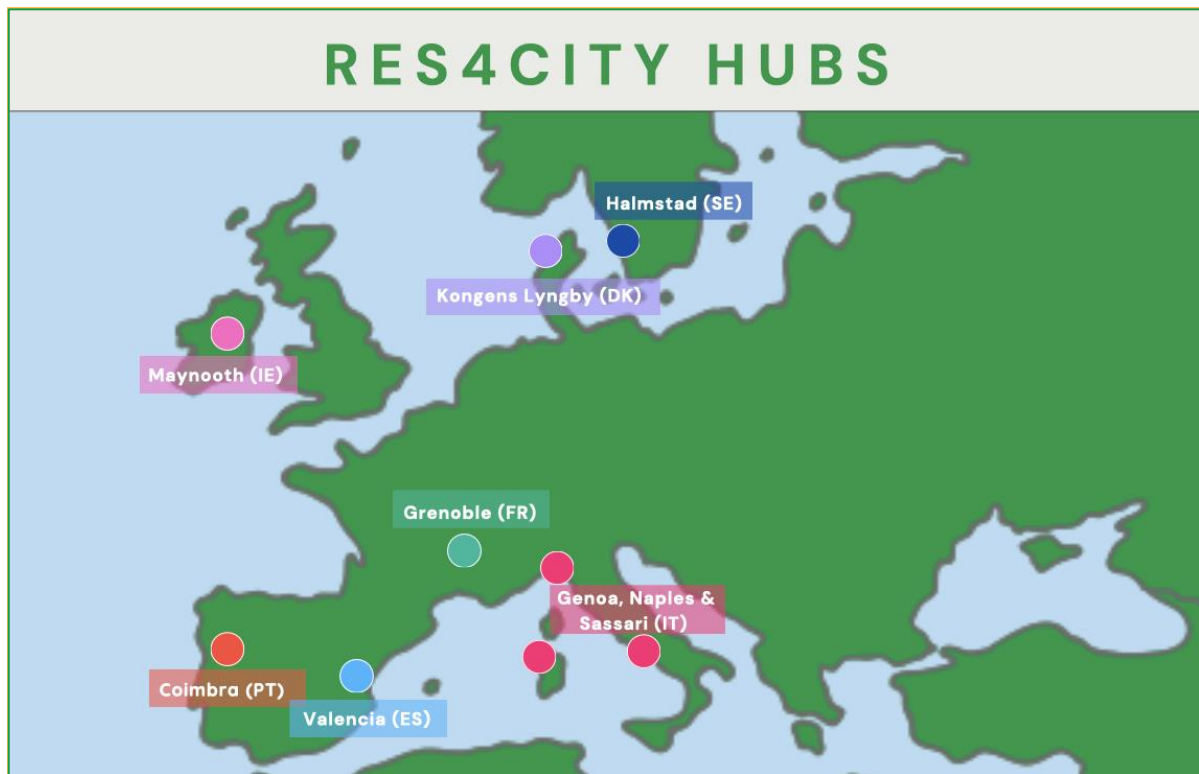 RES4CITY HUBS
Halmstad (SE)
Kongens Lyngby (DK)
Maynooth (IE)
Grenoble (FR)
Genoa, Naples &
Sassari (IT)
Coimbra (PT)
Valencia (ES)